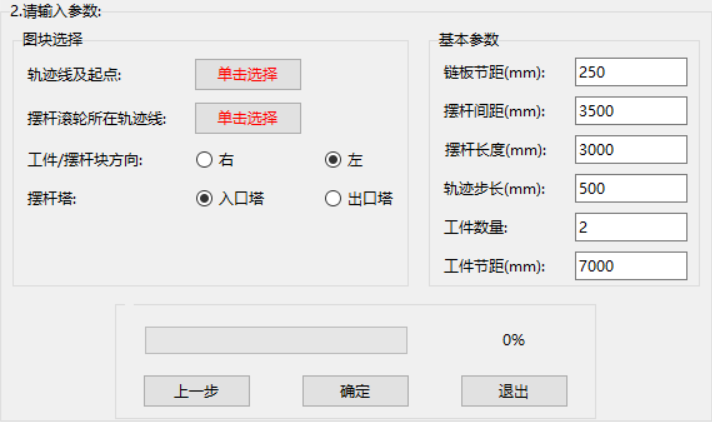 2.请输入参数:
图块选择
轨迹线及起点: 单击选择
摆杆滚轮所在轨迹线: 单击选择
工件/摆杆块方向: 右 左
摆杆塔: 入口塔 出口塔
基本参数
链板节距(mm): 250
摆杆间距(mm): 3500
摆杆长度(mm): 3000
轨迹步长(mm): 500
工件数量: 2
工件节距(mm): 7000
0%
上一步 确定 退出